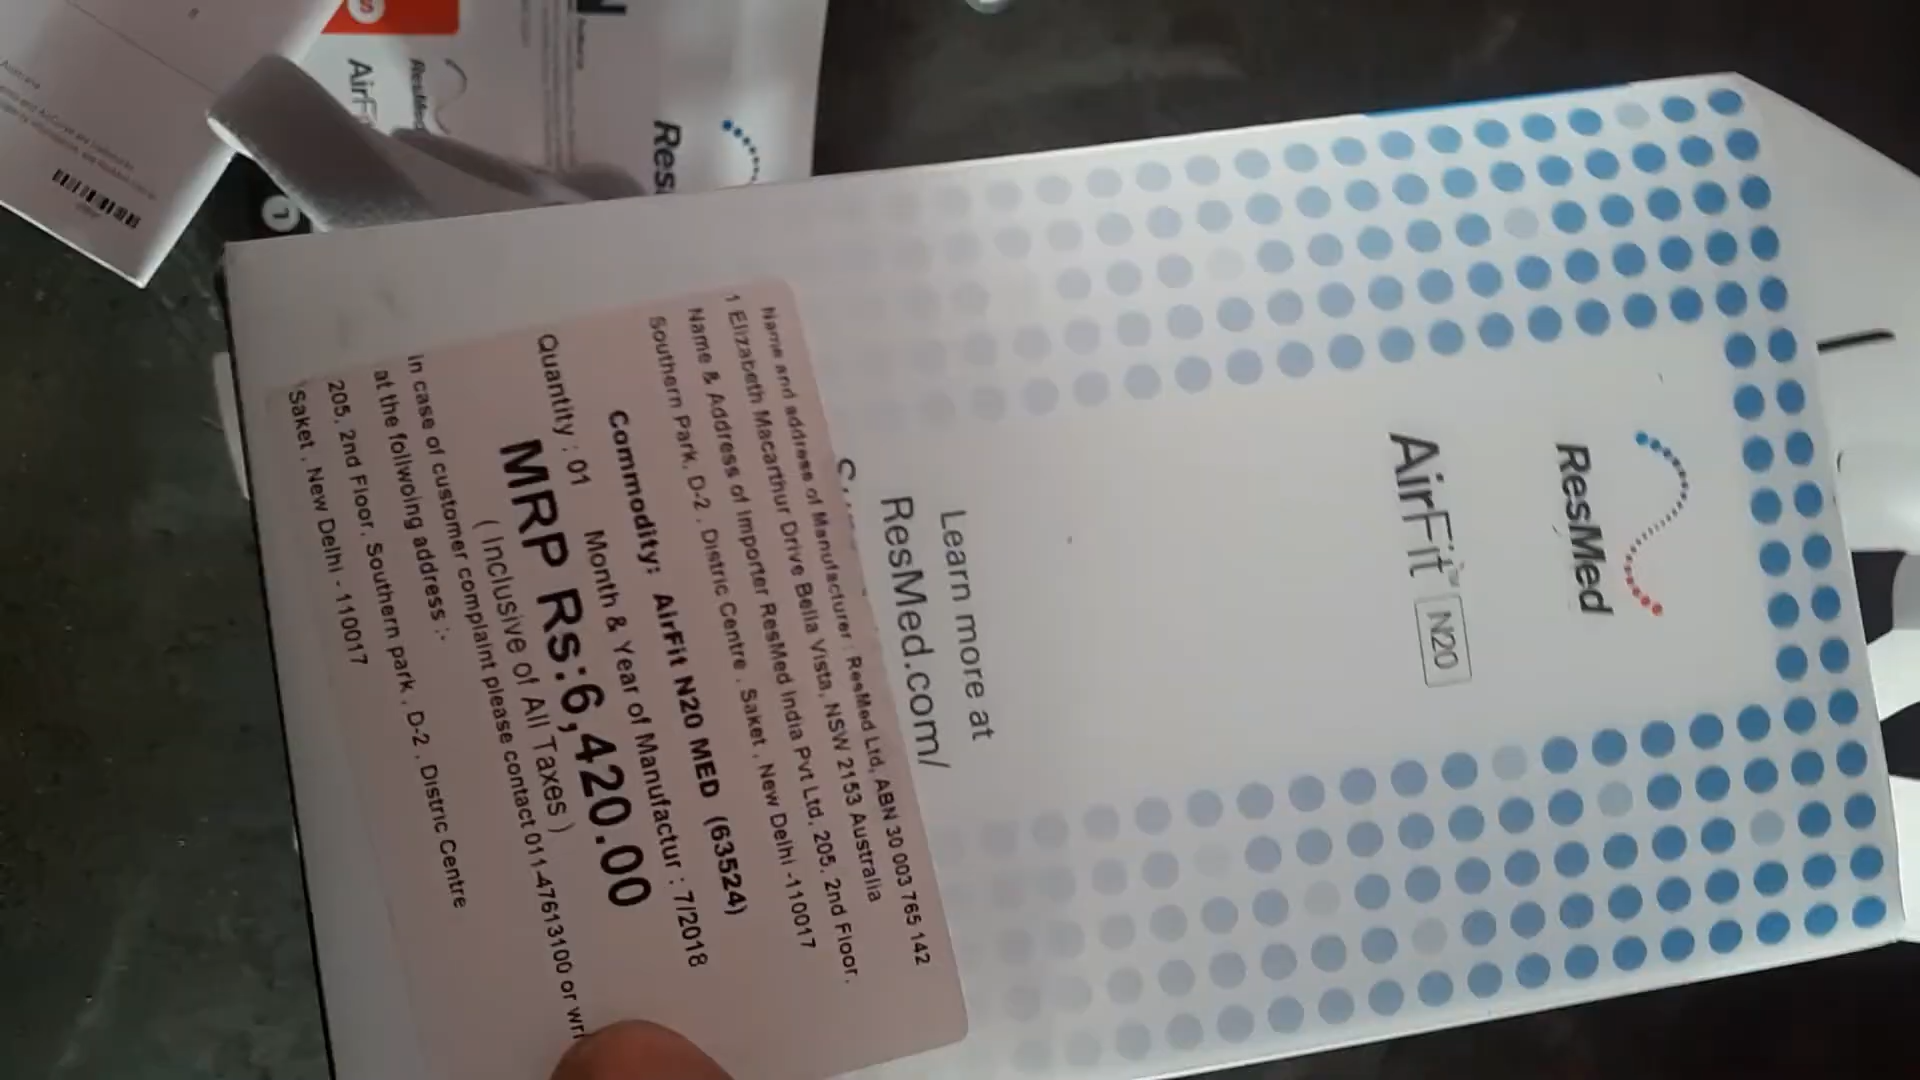 ResMed
AirFit™ N20
Learn more at
ResMed.com/
Name and address of Manufacturer : ResMed Ltd, ABN 30 003 765 142
1 Elizabeth Macarthur Drive Bella Vista, NSW 2153 Australia
Name & Address of Importer ResMed India Pvt Ltd. 205. 2nd Floor.
Southern Park, D-2 , Distric Centre , Saket , New Delhi -110017
Commodity: AirFit N20 MED (63524)
Quantity : 01 Month & Year of Manufactur : 7/2018
MRP Rs:6,420.00
( Inclusive of All Taxes )
In case of customer complaint please contact 011-47613100 or
at the follwoing address :-
205, 2nd Floor, Southern park , D-2 , Distric Centre
Saket , New Delhi - 110017
ResMed